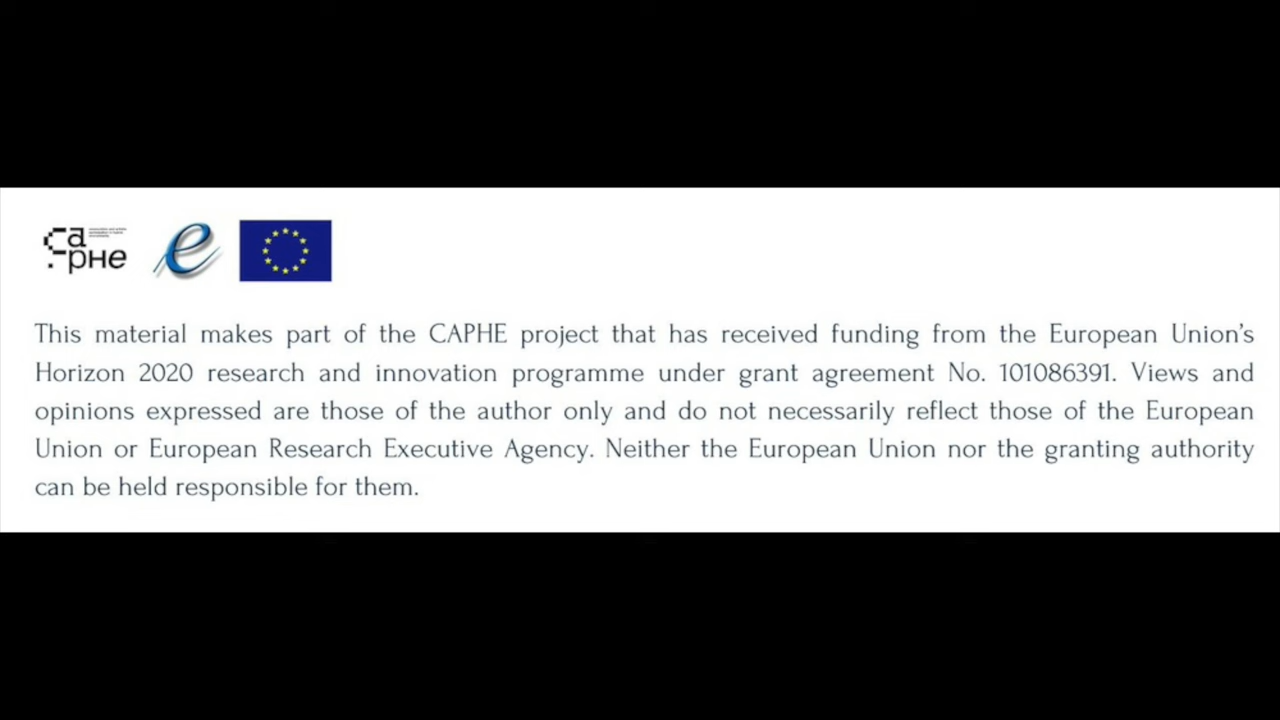 ca
.-pHe
e
This material makes part of the CAPHE project that has received funding from the European Union's
Horizon 2020 research and innovation programme under grant agreement No. 101086391. Views and
opinions expressed are those of the author only and do not necessarily reflect those of the European
Union or European Research Executive Agency. Neither the European Union nor the granting authority
can be held responsible for them.